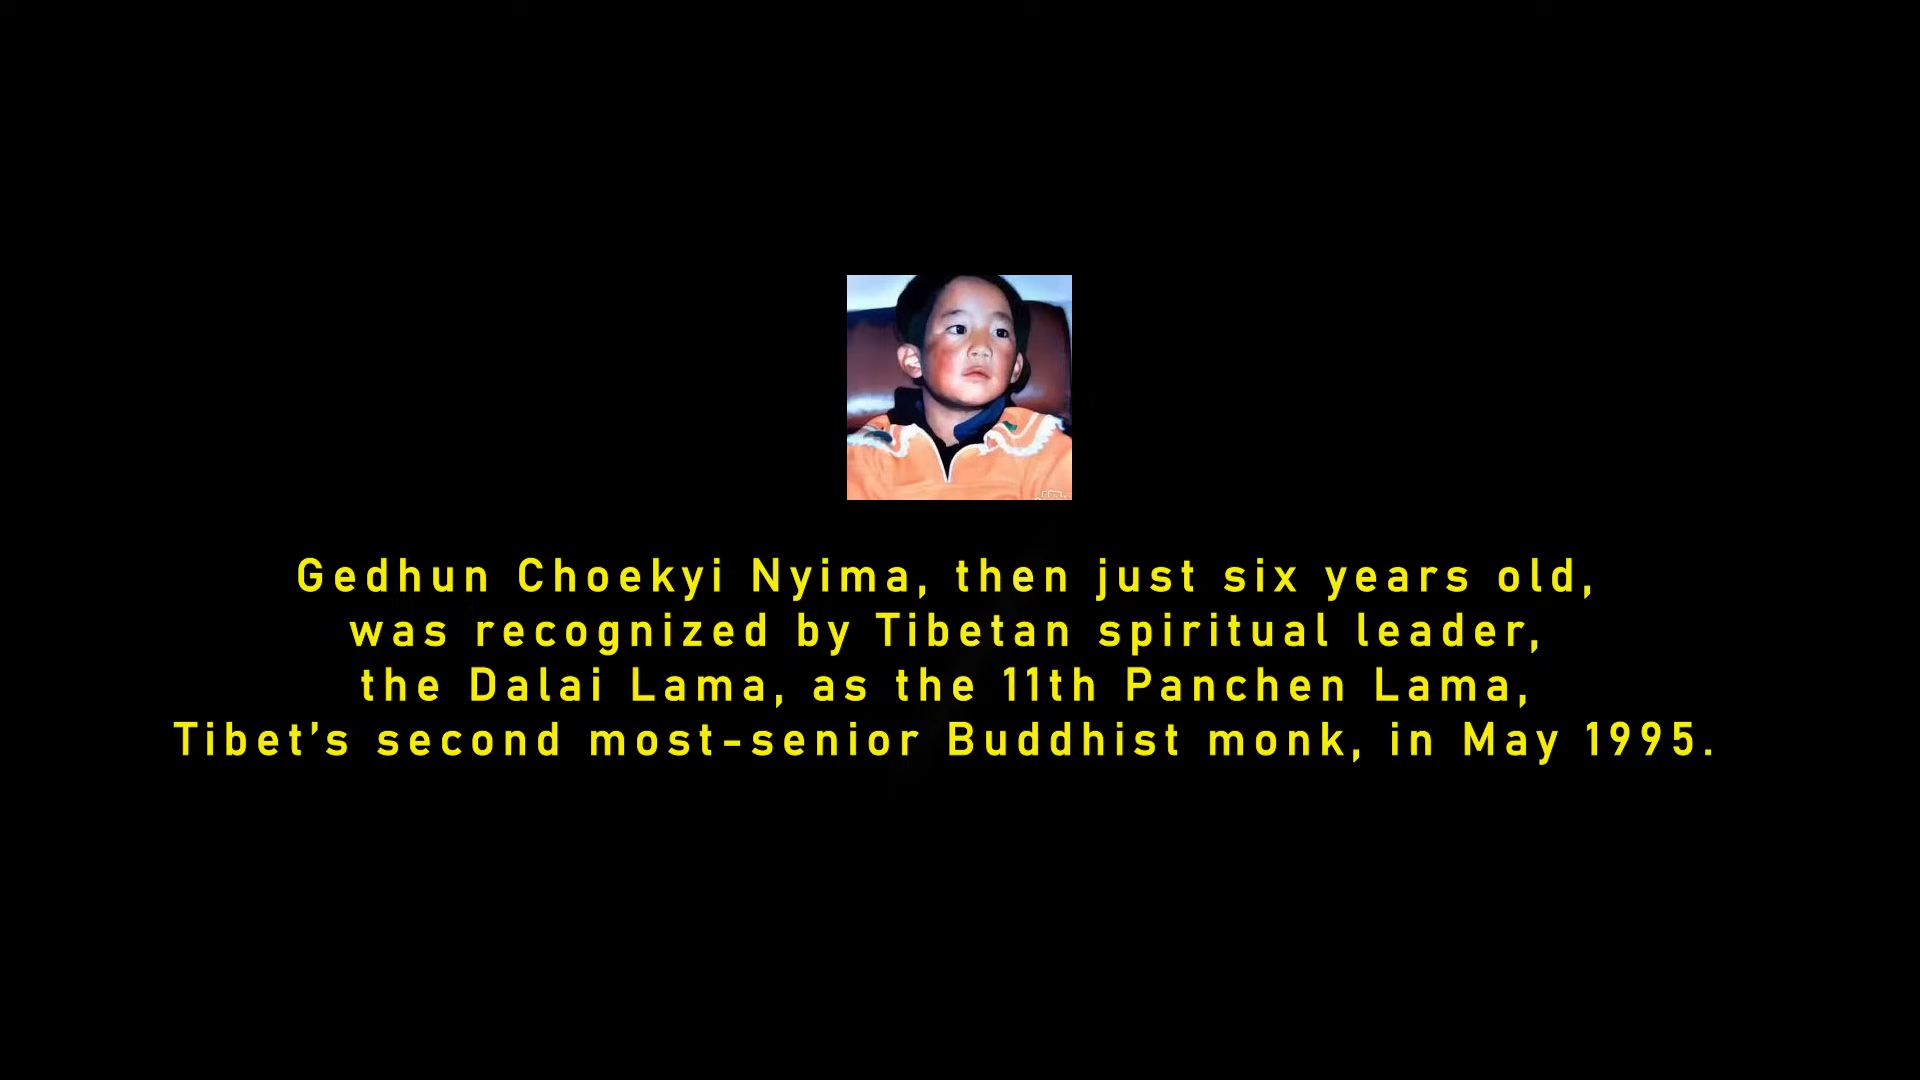 Gedhun Choekyi Nyima, then just six years old,
was recognized by Tibetan spiritual leader,
the Dalai Lama, as the 11th Panchen Lama,
Tibet’s second most-senior Buddhist monk, in May 1995.